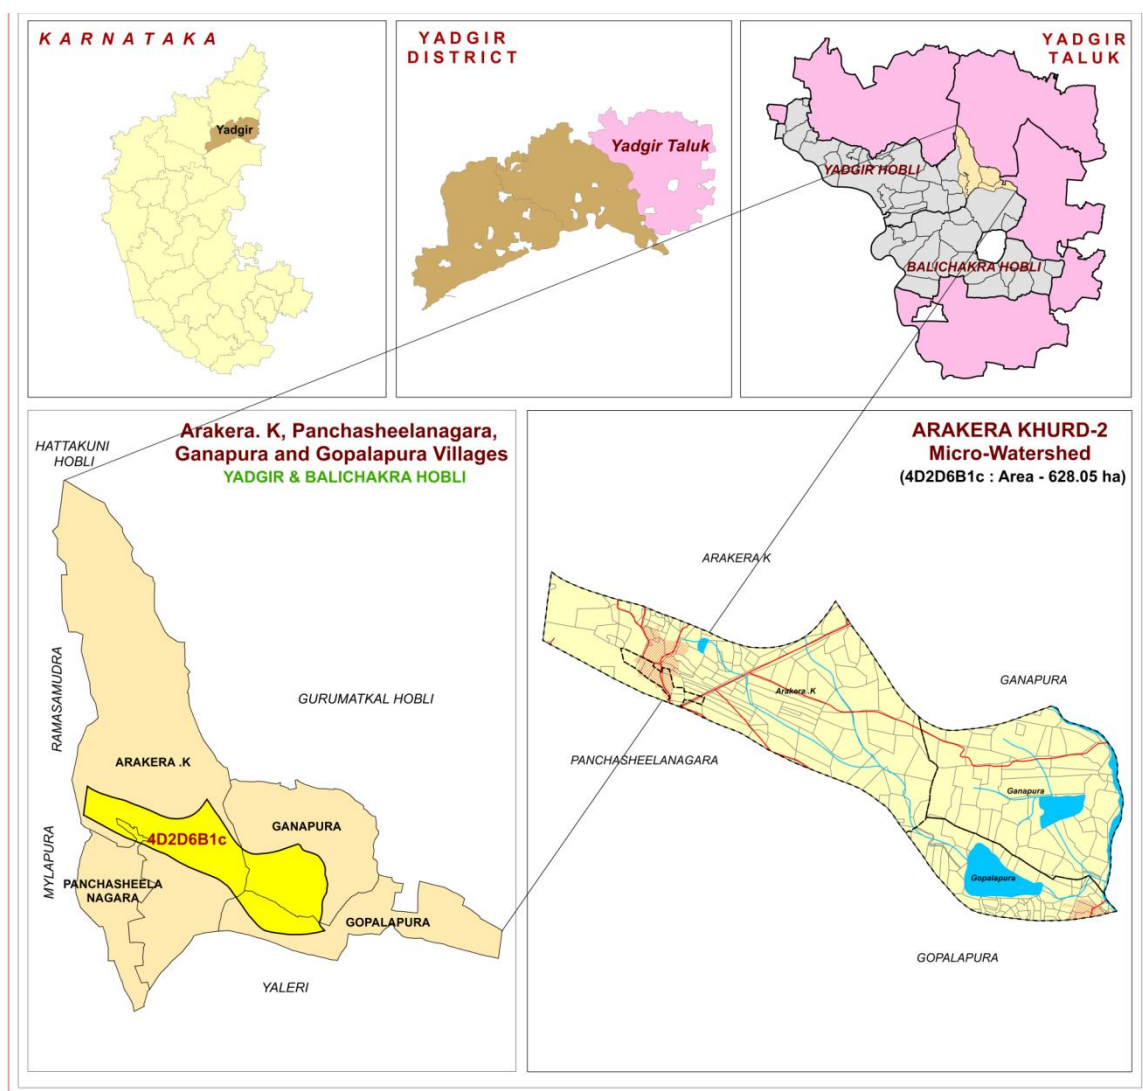 K A R N A T A K A
Yadgir
YADGIR
DISTRICT
Yadgir Taluk
YADGIR
TALUK
YADGIR HOBLI
BALICHAKRA HOBLI
Arakera. K, Panchasheelanagara,
Ganapura and Gopalapura Villages
YADGIR & BALICHAKRA HOBLI
HATTAKUNI
HOBLI
RAMASAMUDRA
GURUMATKAL HOBLI
ARAKERA .K
4D2D6B1c
GANAPURA
MYLAPURA
PANCHASHEELA
NAGARA
GOPALAPURA
YALERI
ARAKERA KHURD-2
Micro-Watershed
(4D2D6B1c : Area - 628.05 ha)
ARAKERA K
GANAPURA
Arakera .K
PANCHASHEELANAGARA
Ganapura
Gopalapura
GOPALAPURA